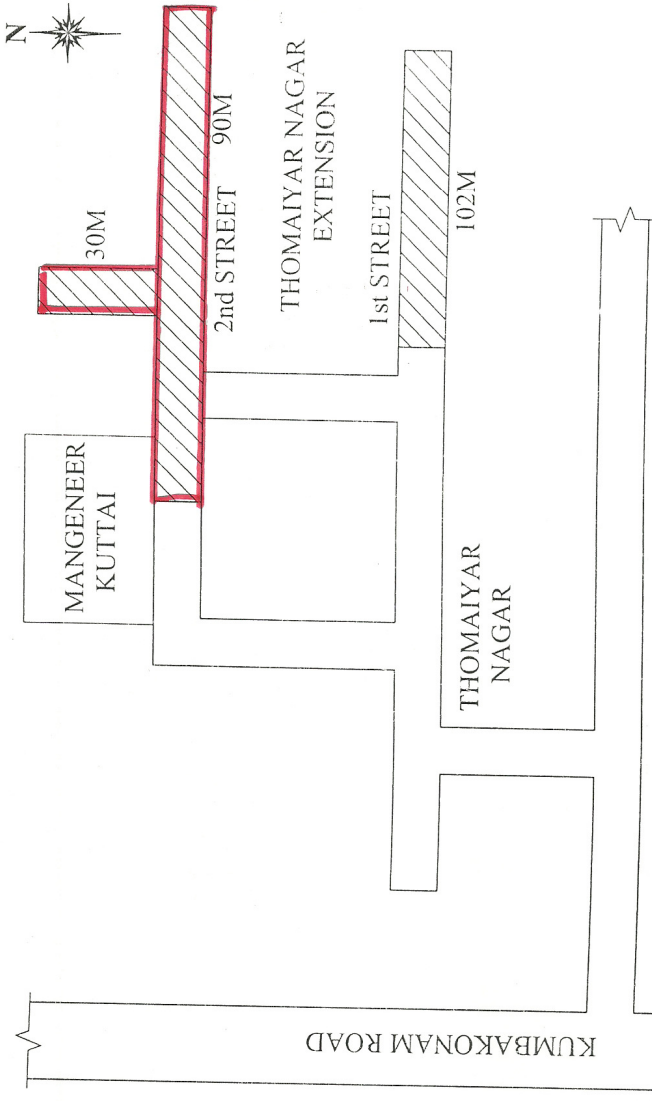 N
30M
90M
2nd STREET
THOMAIYAR NAGAR
EXTENSION
1st STREET
102M
MANGENEER
KUTTAI
THOMAIYAR
NAGAR
KUMBAKONAM ROAD